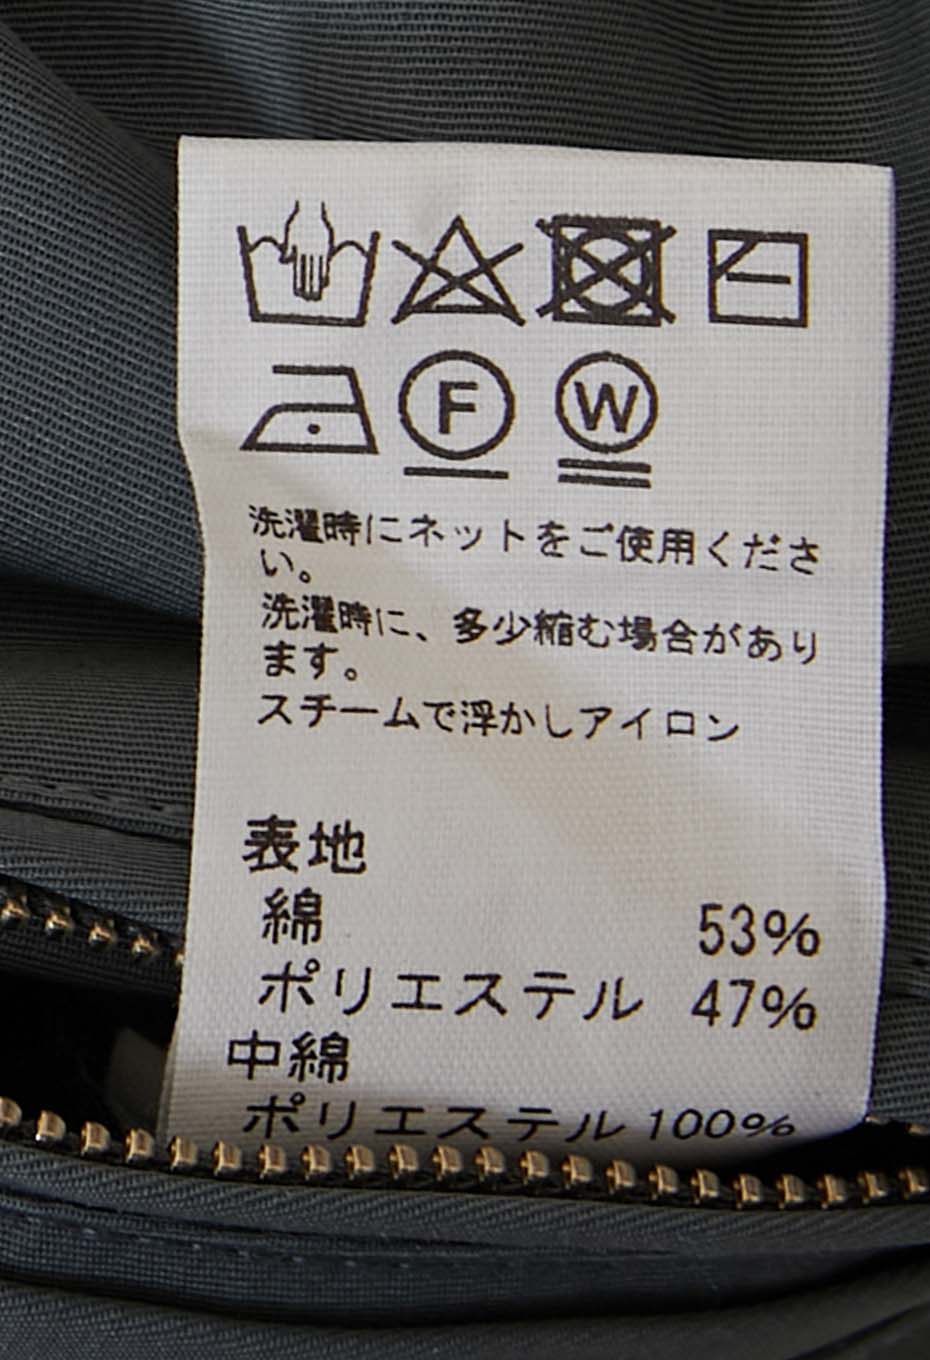 F W
洗濯時にネットをご使用くださ
い。
洗濯時に、多少縮む場合があり
ます。
スチームで浮かしアイロン
表地
綿 53%
ポリエステル 47%
中綿
ポリエステル 100%